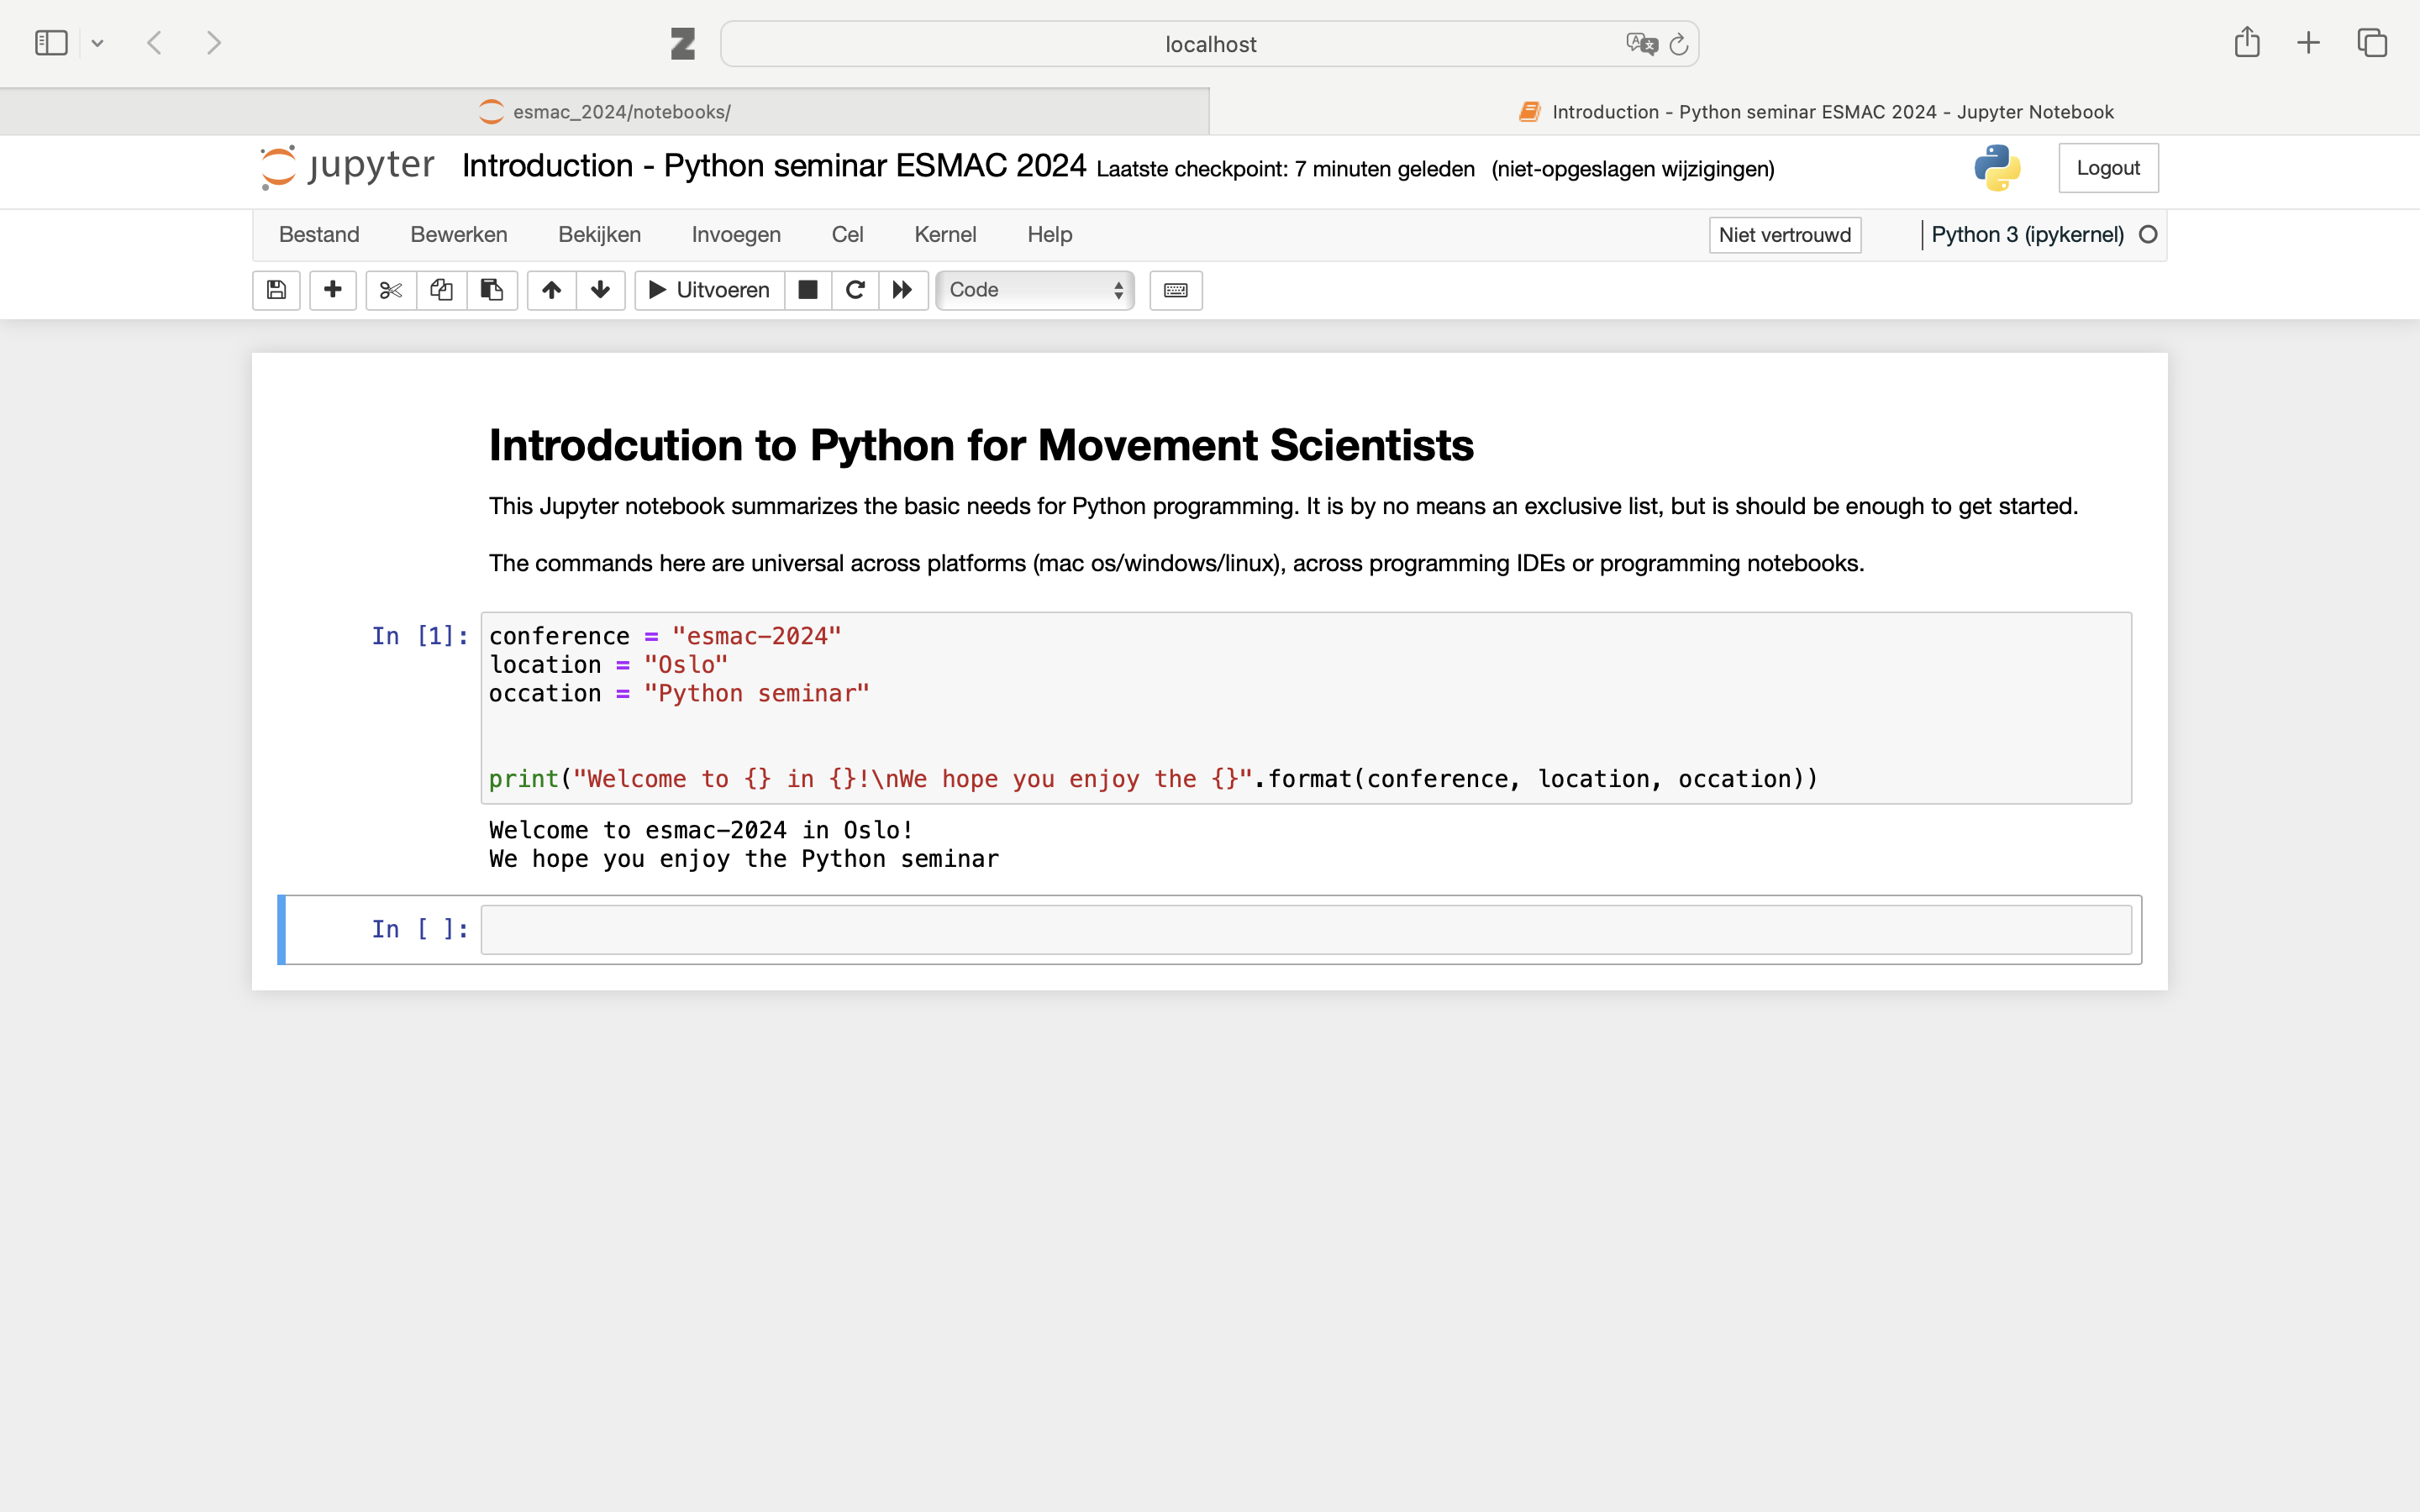 localhost
esmac_2024/notebooks/
Introduction - Python seminar ESMAC 2024 - Jupyter Notebook
jupyter Introduction - Python seminar ESMAC 2024 Laatste checkpoint: 7 minuten geleden (niet-opgeslagen wijzigingen) Logout
Bestand Bewerken Bekijken Invoegen Cel Kernel Help Niet vertrouwd Python 3 (ipykernel)
Uitvoeren Code
Introdcution to Python for Movement Scientists
This Jupyter notebook summarizes the basic needs for Python programming. It is by no means an exclusive list, but is should be enough to get started.
The commands here are universal across platforms (mac os/windows/linux), across programming IDEs or programming notebooks.
In [1]: conference = "esmac-2024"
location = "Oslo"
occation = "Python seminar"
print("Welcome to {} in {}!\nWe hope you enjoy the {}".format(conference, location, occation))
Welcome to esmac-2024 in Oslo!
We hope you enjoy the Python seminar
In [ ]: